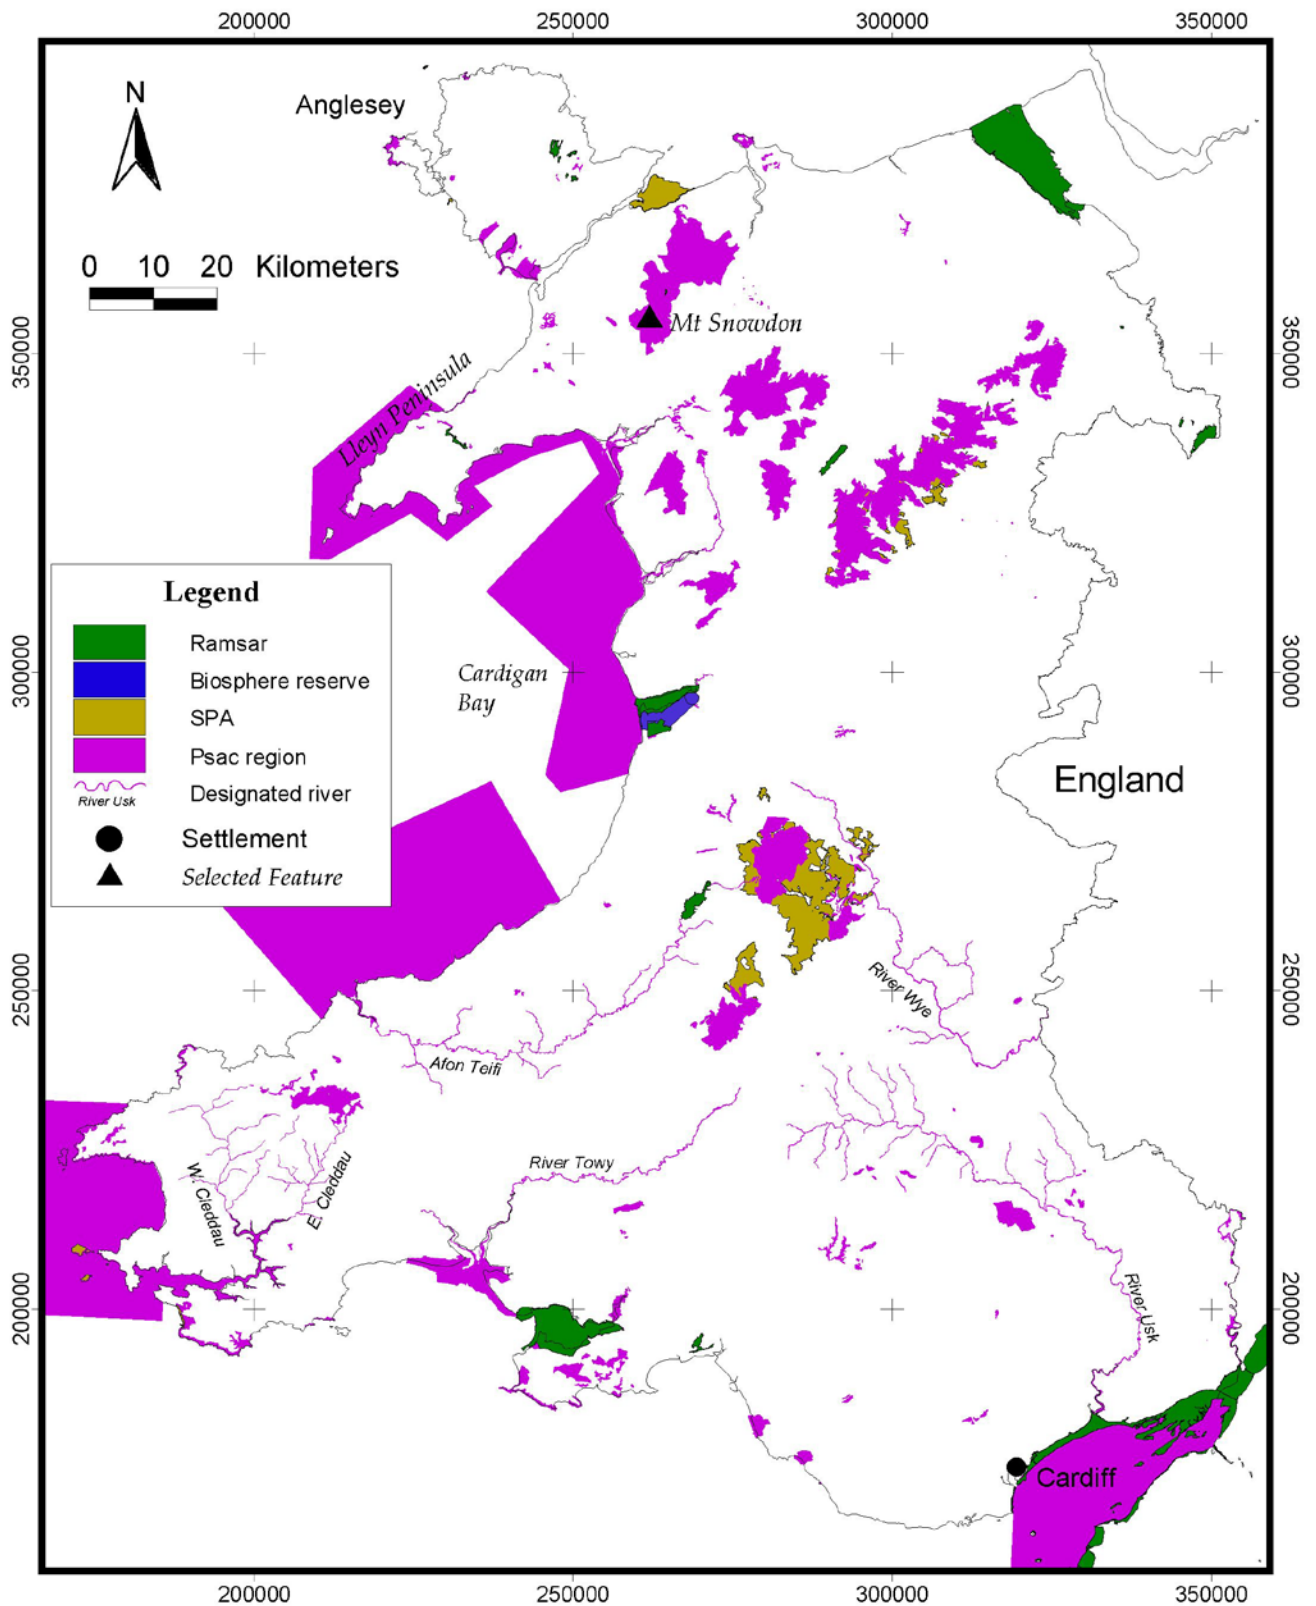 200000 250000 300000 350000
N
Anglesey
0 10 20 Kilometers
Mt Snowdon
350000 350000
Lleyn Peninsula
Legend
Ramsar
Biosphere reserve
SPA
Psac region
River Usk Designated river
Settlement
Selected Feature
300000 300000
Cardigan
Bay
England
250000 250000
River Wye
Afon Teifi
River Towy
W. Cleddau
E. Cleddau
200000 200000
River Usk
Cardiff
200000 250000 300000 350000